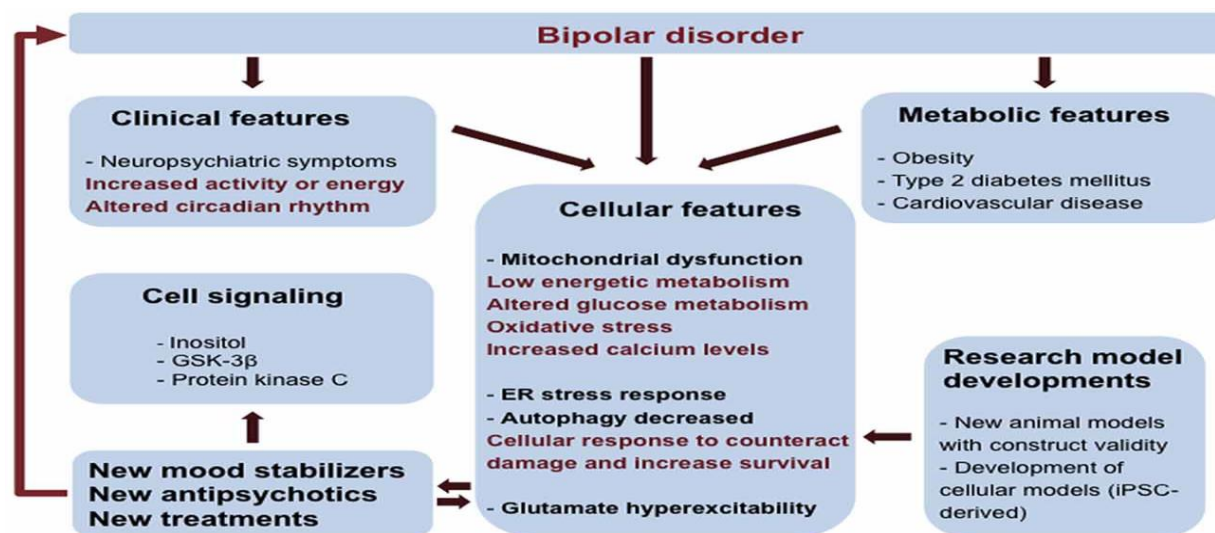 Bipolar disorder
Clinical features
- Neuropsychiatric symptoms
Increased activity or energy
Altered circadian rhythm
Metabolic features
- Obesity
- Type 2 diabetes mellitus
- Cardiovascular disease
Cellular features
- Mitochondrial dysfunction
Low energetic metabolism
Altered glucose metabolism
Oxidative stress
Increased calcium levels
- ER stress response
- Autophagy decreased
Cellular response to counteract
damage and increase survival
- Glutamate hyperexcitability
Cell signaling
- Inositol
- GSK-3β
- Protein kinase C
Research model
developments
- New animal models
with construct validity
- Development of
cellular models (iPSC-
derived)
New mood stabilizers
New antipsychotics
New treatments